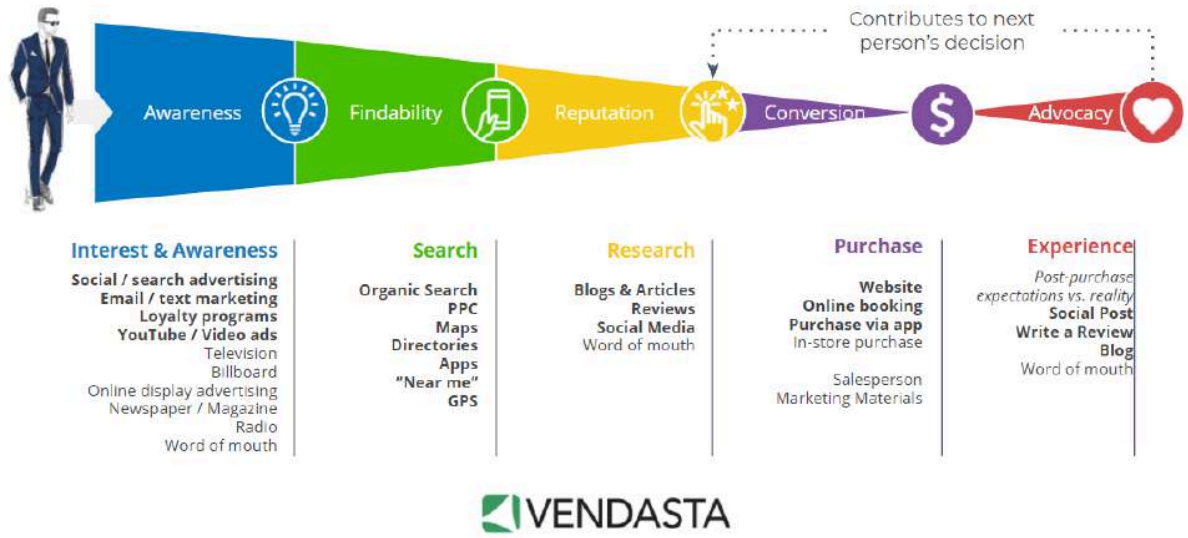 Contributes to next
person's decision
Awareness
Findability
Reputation
Conversion
$
Advocacy
Interest & Awareness
Social / search advertising
Email / text marketing
Loyalty programs
YouTube / Video ads
Television
Billboard
Online display advertising
Newspaper / Magazine
Radio
Word of mouth
Search
Organic Search
PPC
Maps
Directories
Apps
"Near me"
GPS
Research
Blogs & Articles
Reviews
Social Media
Word of mouth
Purchase
Website
Online booking
Purchase via app
In-store purchase
Salesperson
Marketing Materials
Experience
Post-purchase
expectations vs. reality
Social Post
Write a Review
Blog
Word of mouth
VENDASTA